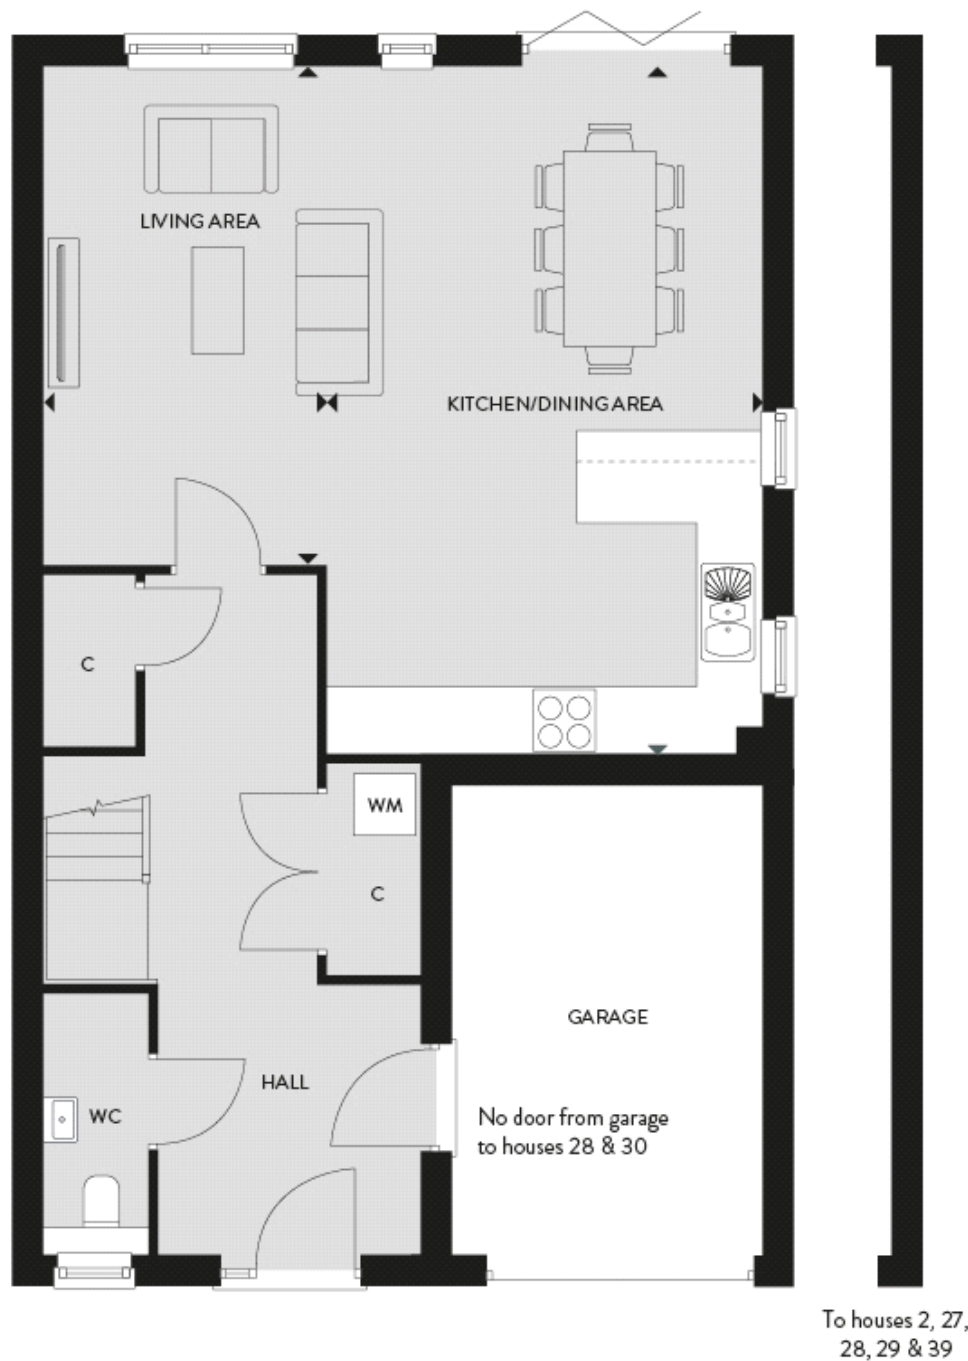 LIVING AREA
KITCHEN/DINING AREA
C
WM
C
GARAGE
HALL
WC
No door from garage
to houses 28 & 30
To houses 2, 27,
28, 29 & 39